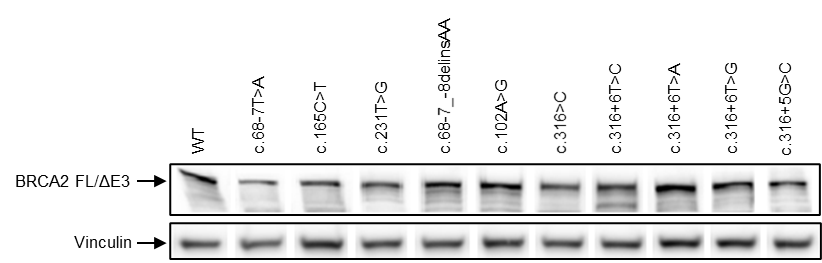 WT
c.68-7T>A
c.165C>T
c.231T>G
c.68-7_-8delinsAA
c.102A>G
c.316>C
c.316+6T>C
c.316+6T>A
c.316+6T>G
c.316+5G>C
BRCA2 FL/ΔE3
Vinculin